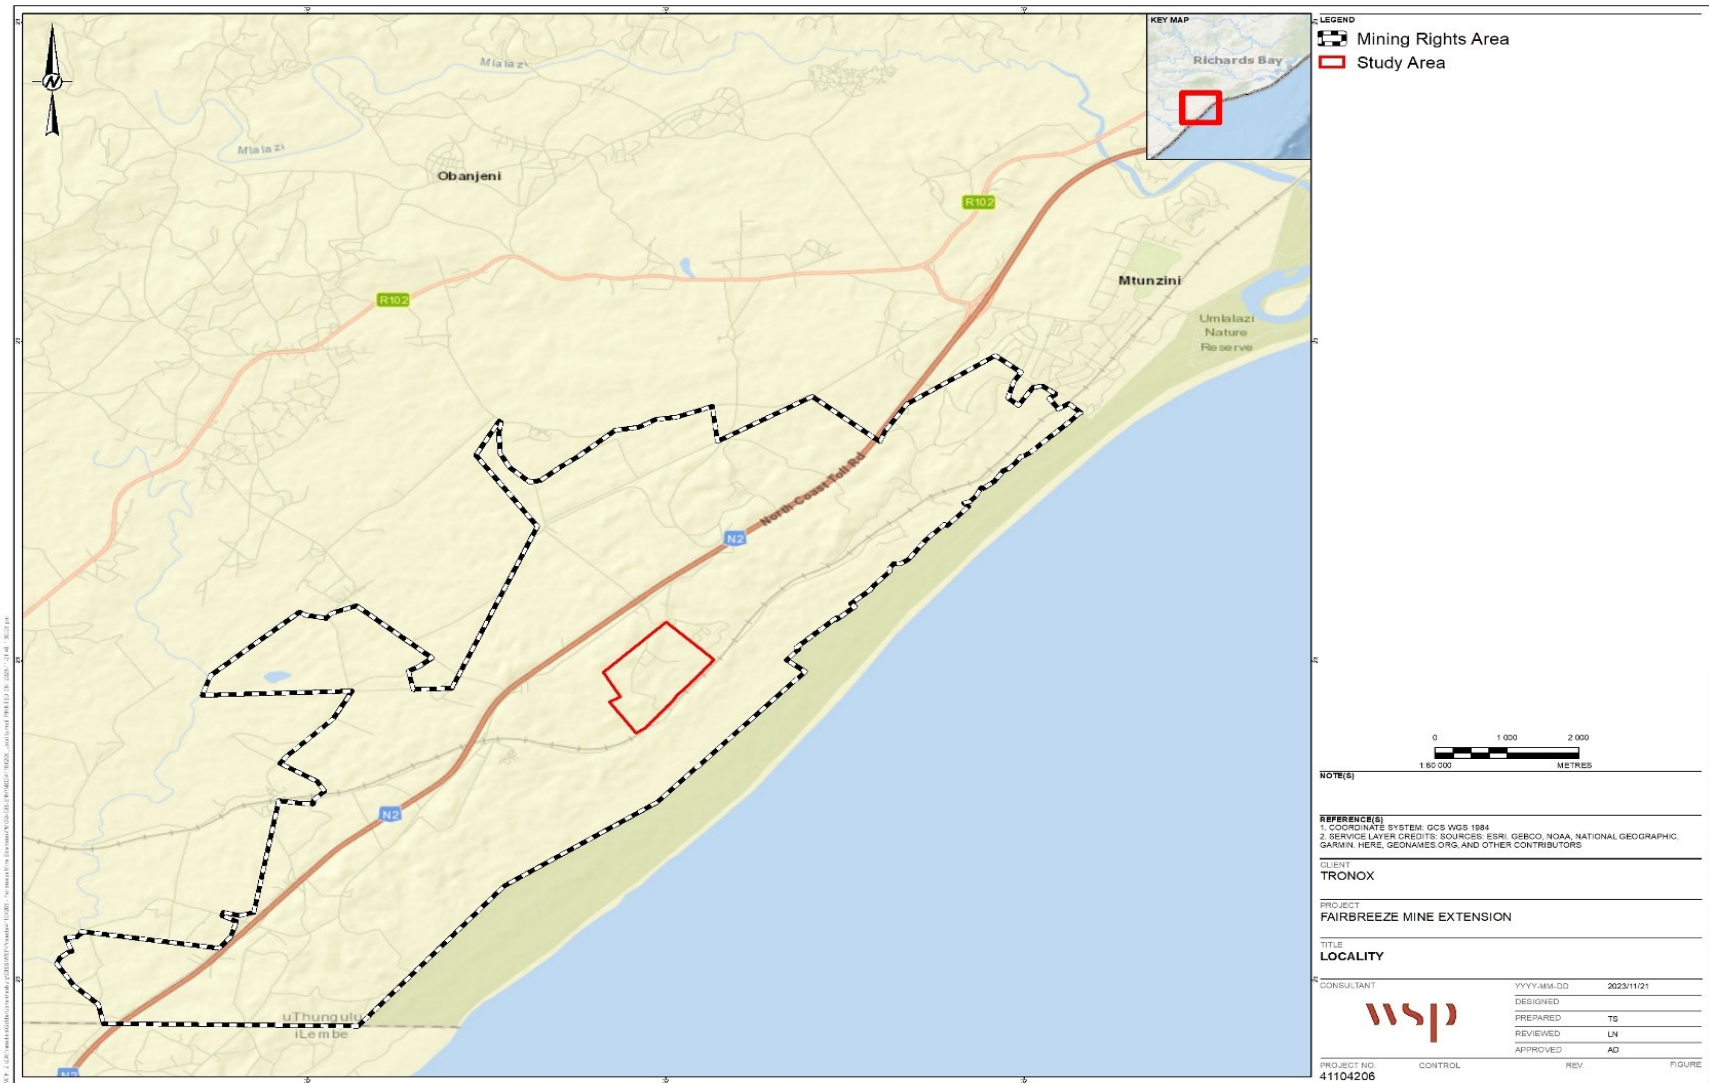 KEY MAP
Richards Bay
Mlalazi
Mlalazi
Obanjeni
R102
R102
Mtunzini
Umlalazi
Nature
Reserve
North Coast Toll Rd
N2
N2
N2
uThungulu
iLembe
N
LEGEND
Mining Rights Area
Study Area
0 1 000 2 000
1:60 000 METRES
NOTE(S)
REFERENCE(S)
1. COORDINATE SYSTEM: GCS WGS 1984
2. SERVICE LAYER CREDITS: SOURCES: ESRI, GEBCO, NOAA, NATIONAL GEOGRAPHIC,
GARMIN, HERE, GEONAMES.ORG, AND OTHER CONTRIBUTORS
CLIENT
TRONOX
PROJECT
FAIRBREEZE MINE EXTENSION
TITLE
LOCALITY
CONSULTANT
wsp
YYYY-MM-DD 2023/11/21
DESIGNED
PREPARED TS
REVIEWED LN
APPROVED AD
PROJECT NO. CONTROL REV. FIGURE
41104206